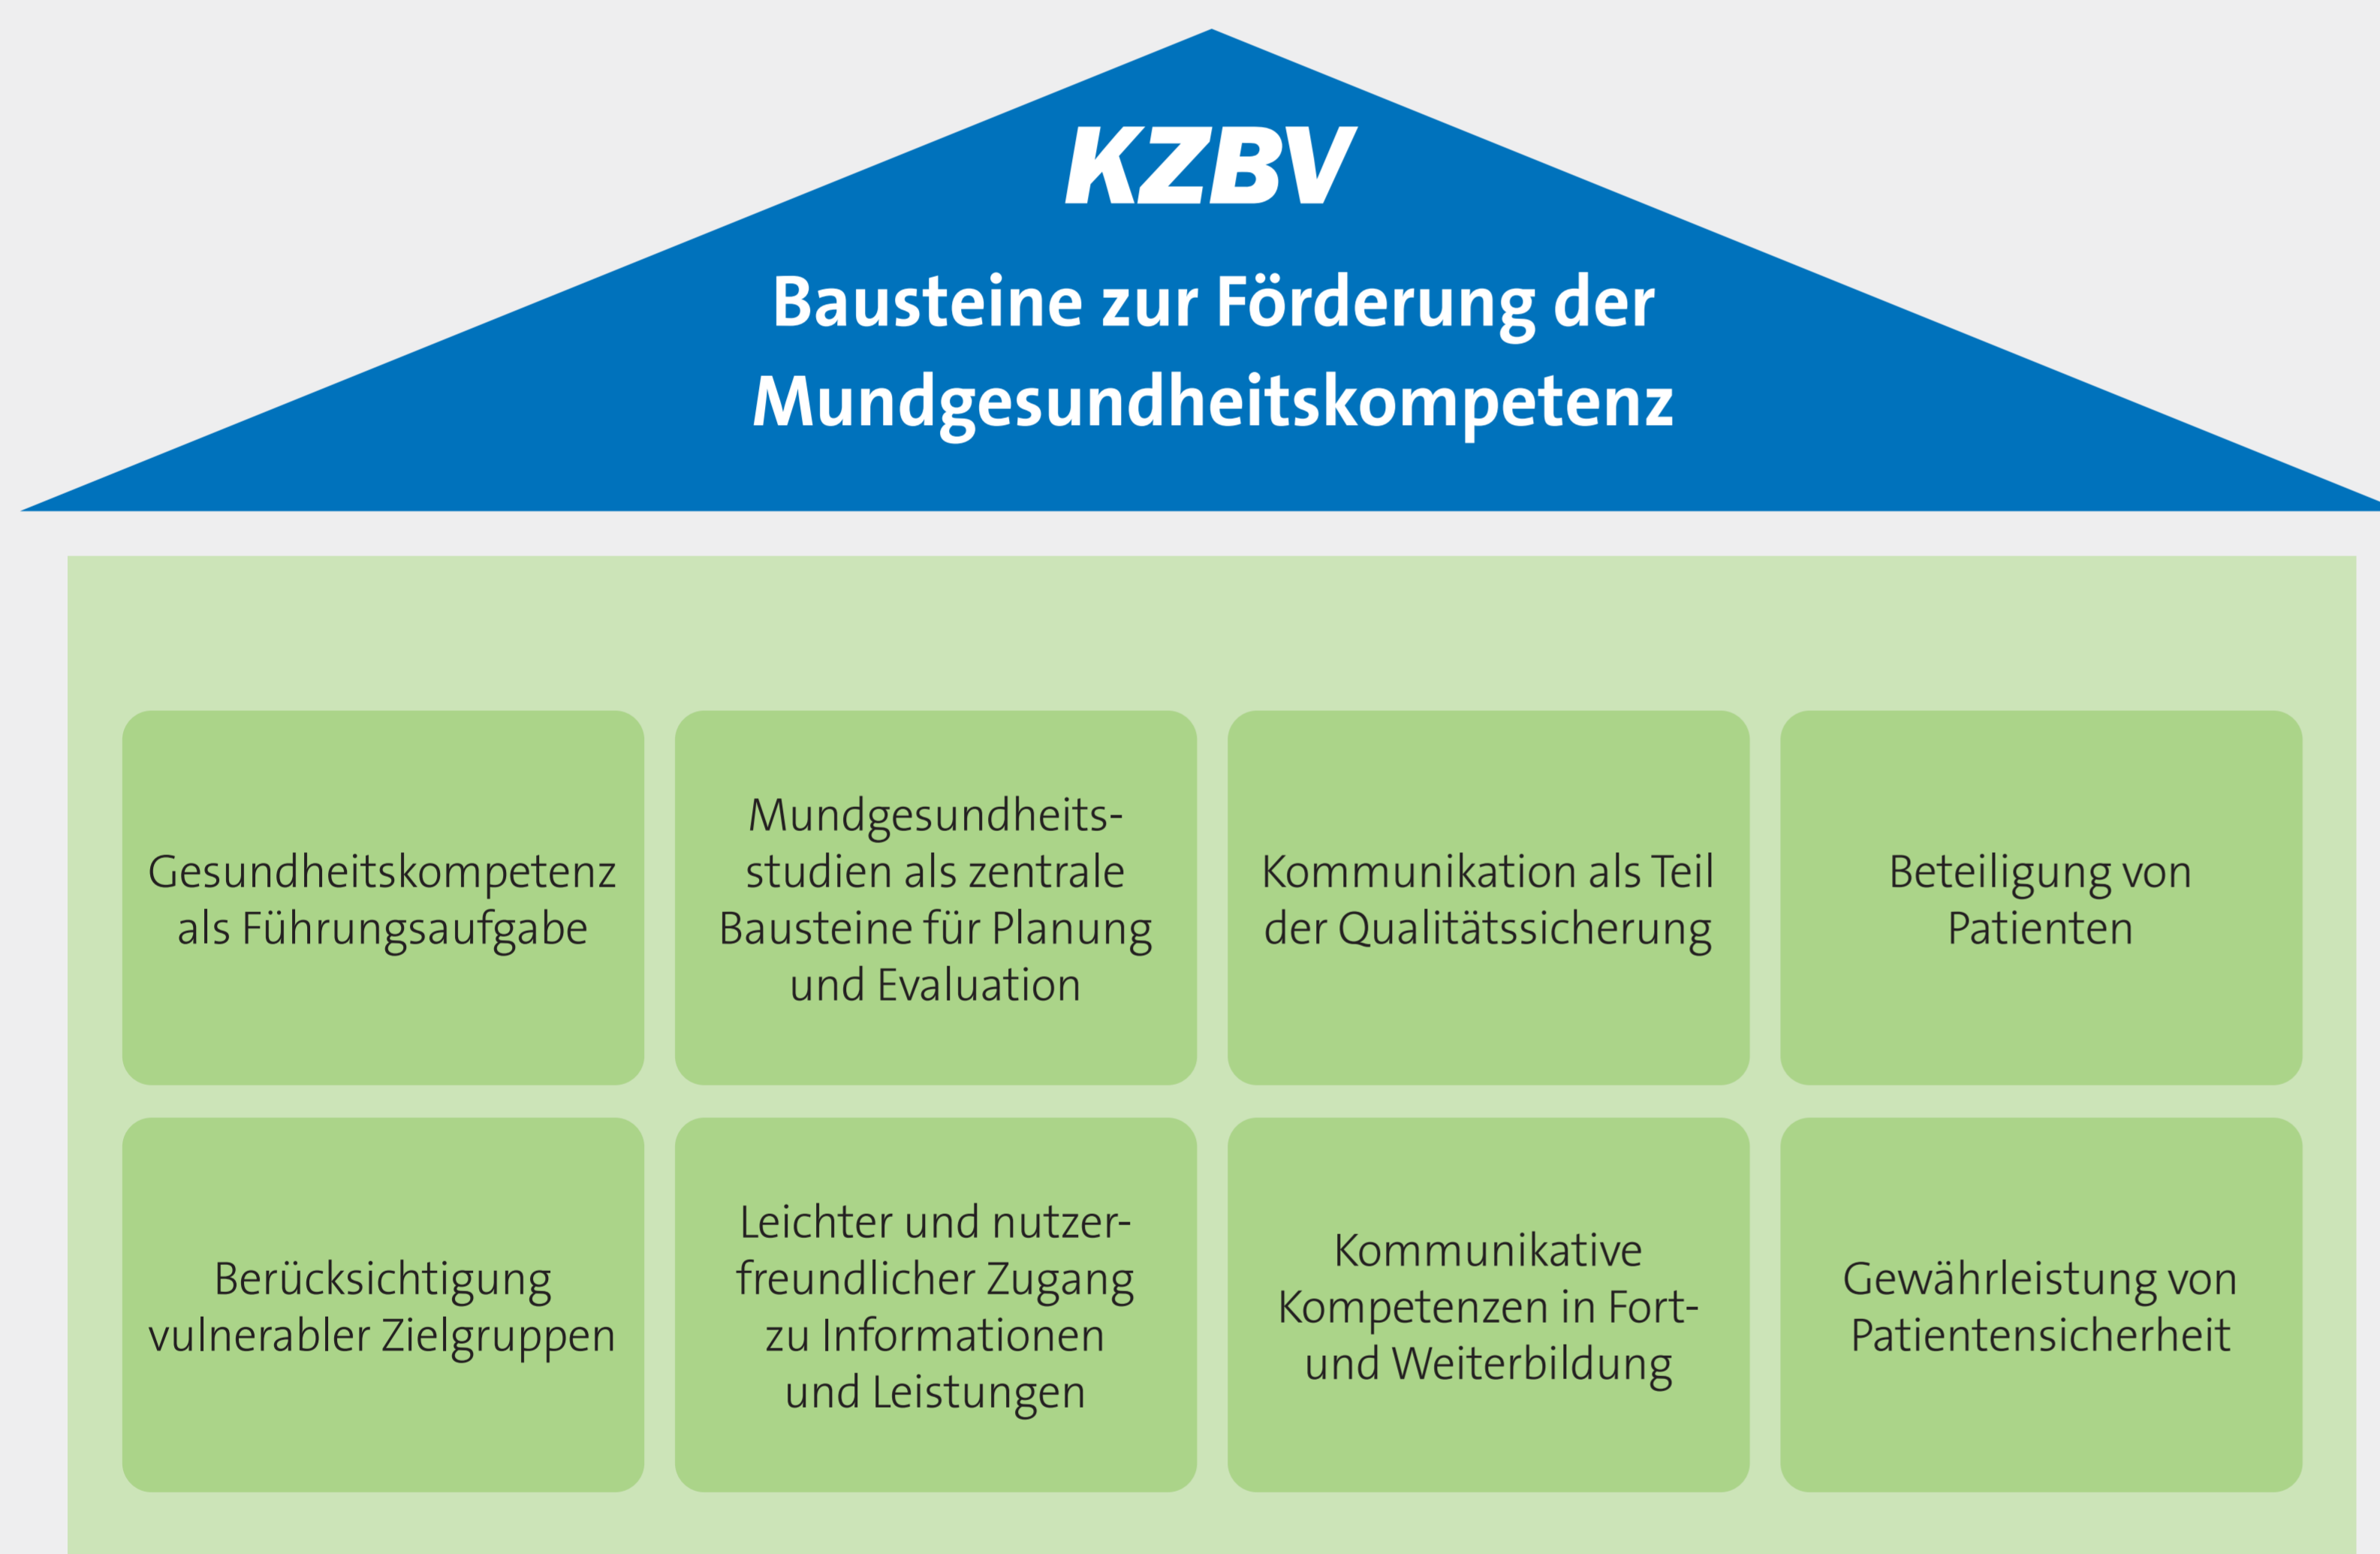 KZBV
Bausteine zur Förderung der
Mundgesundheitskompetenz
Gesundheitskompetenz
als Führungsaufgabe
Mundgesundheits-
studien als zentrale
Bausteine für Planung
und Evaluation
Kommunikation als Teil
der Qualitätssicherung
Beteiligung von
Patienten
Berücksichtigung
vulnerabler Zielgruppen
Leichter und nutzer-
freundlicher Zugang
zu Informationen
und Leistungen
Kommunikative
Kompetenzen in Fort-
und Weiterbildung
Gewährleistung von
Patientensicherheit